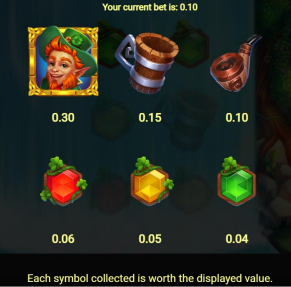 Your current bet is: 0.10
0.30 0.15 0.10
0.06 0.05 0.04
Each symbol collected is worth the displayed value.